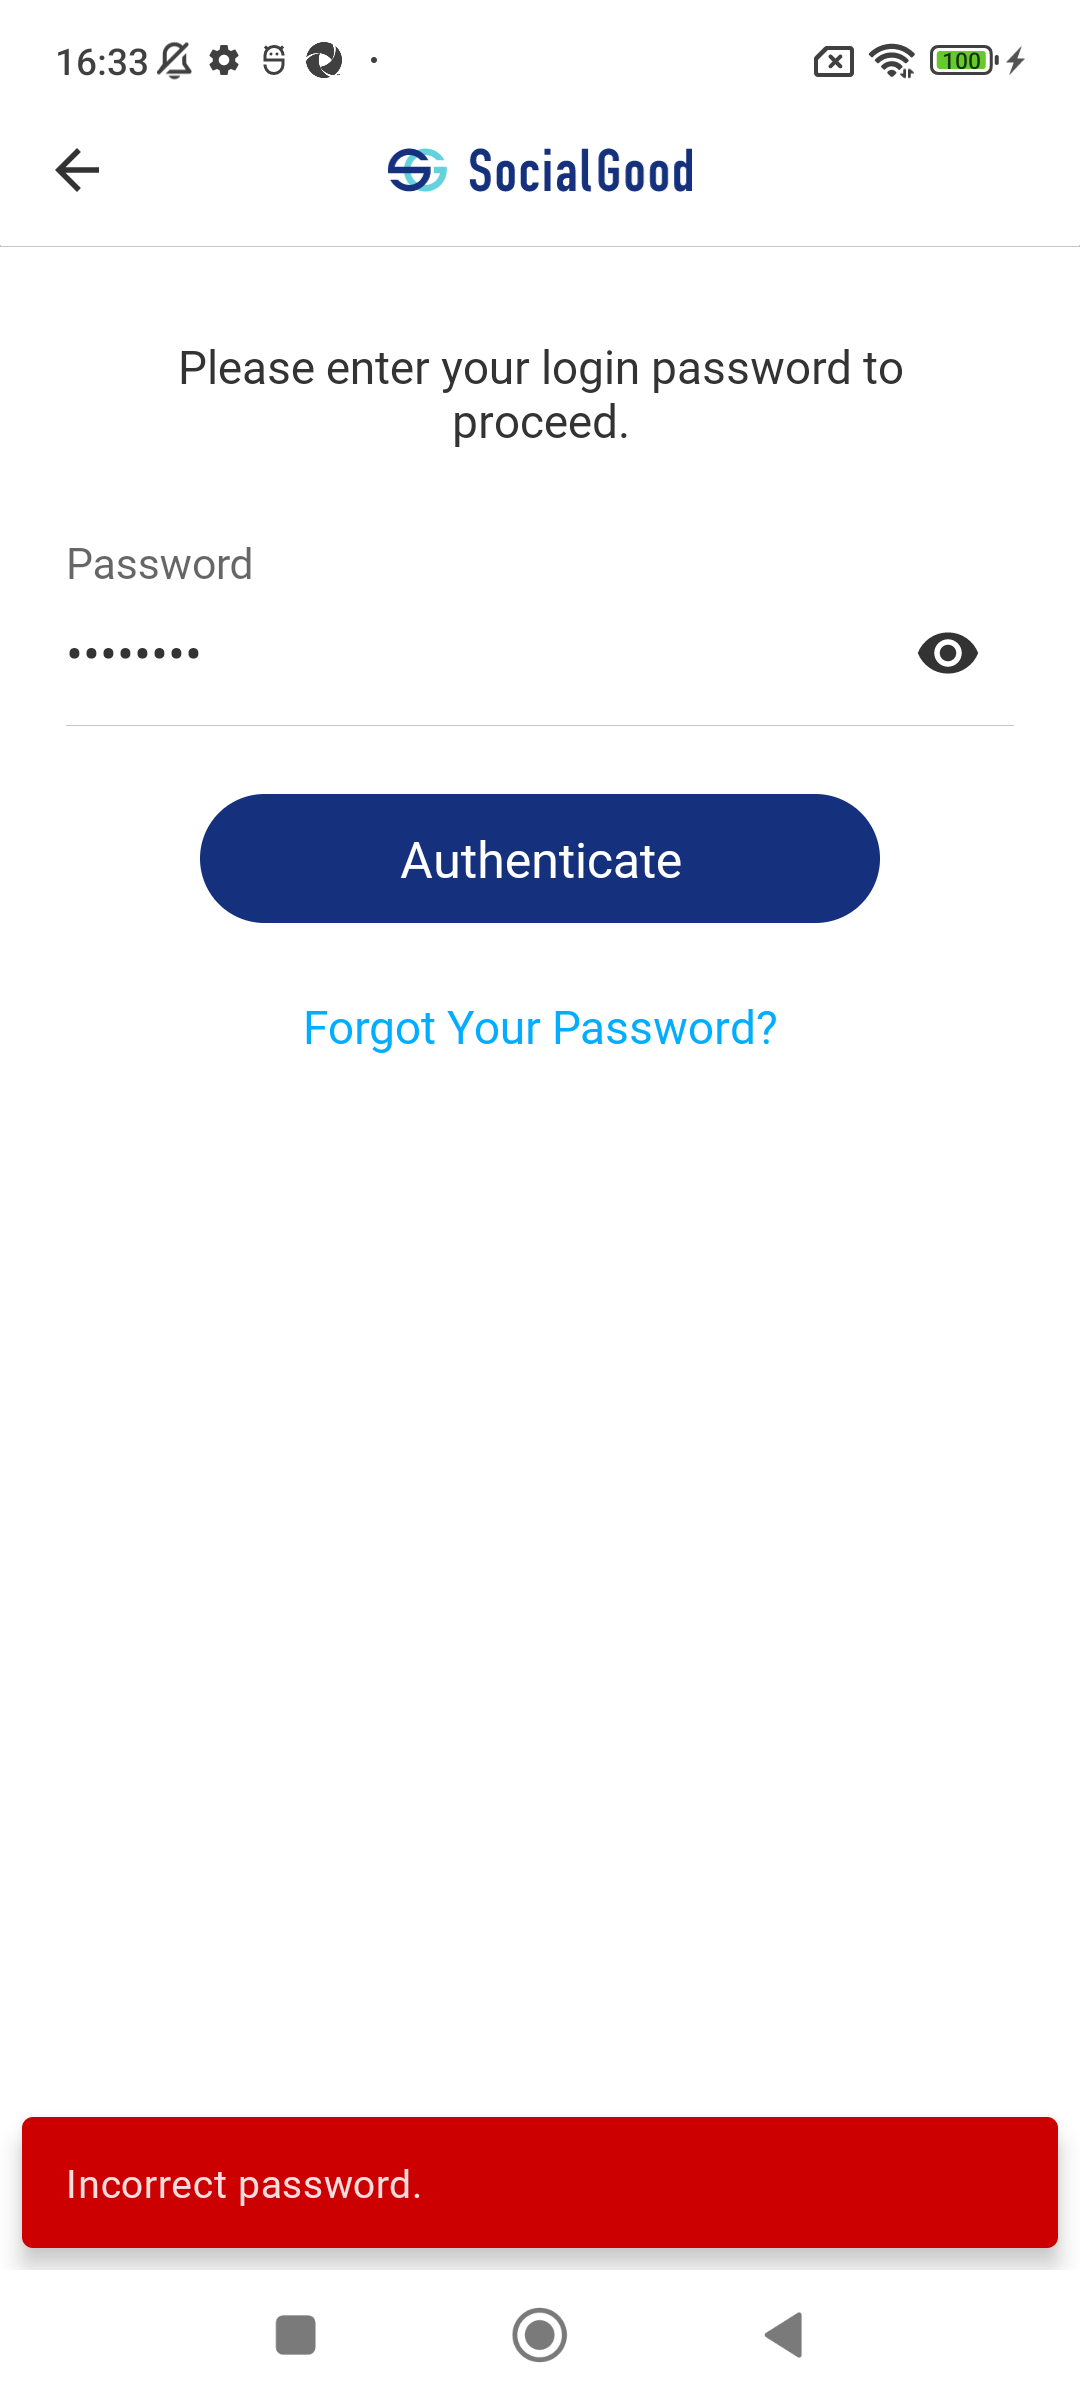 16:33
100
SocialGood
Please enter your login password to
proceed.
Password
••••••••
Authenticate
Forgot Your Password?
Incorrect password.